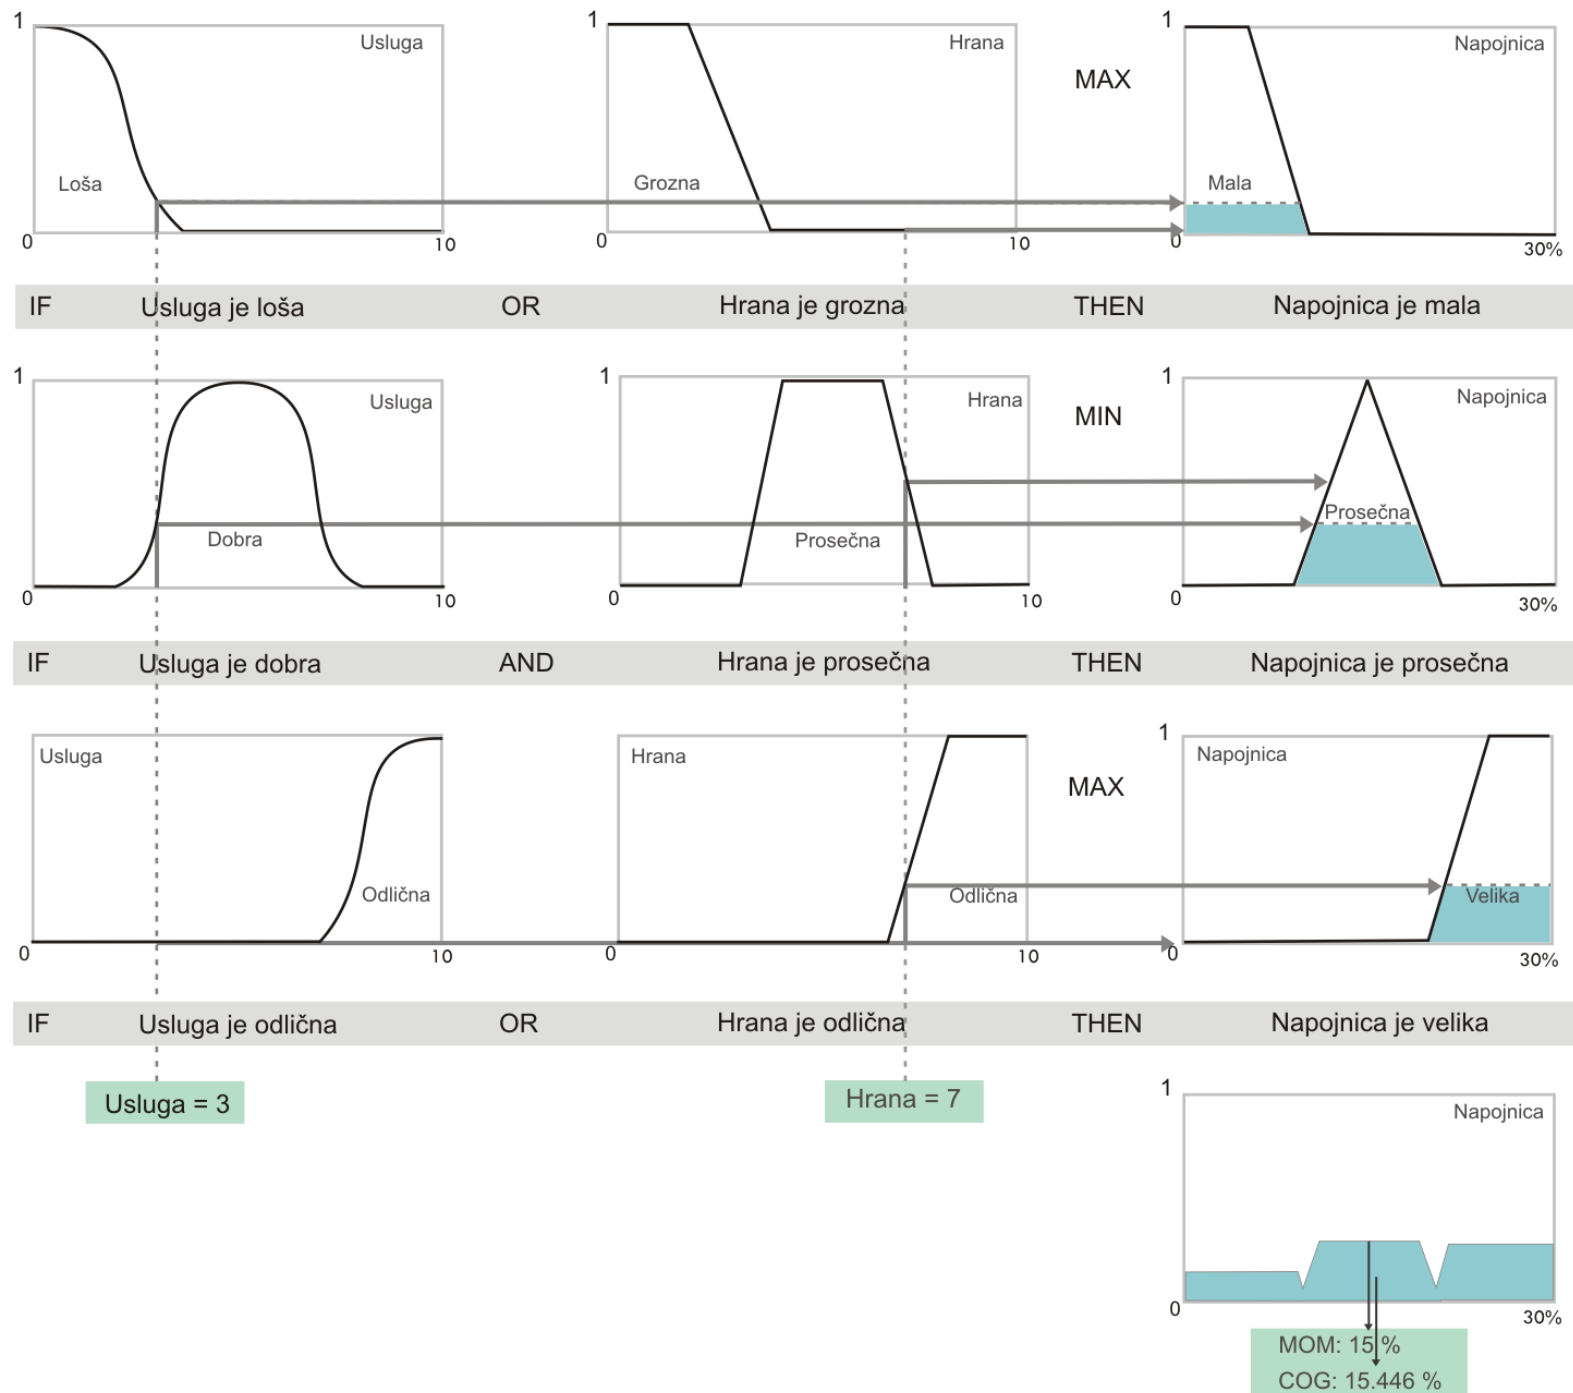 1 Usluga 1 Hrana MAX 1 Napojnica
Loša Grozna Mala
0 10 0 10 0 30%
IF Usluga je loša OR Hrana je grozna THEN Napojnica je mala
1 Usluga 1 Hrana MIN 1 Napojnica
Dobra Prosečna Prosečna
0 10 0 10 0 30%
IF Usluga je dobra AND Hrana je prosečna THEN Napojnica je prosečna
Usluga Hrana MAX 1 Napojnica
Odlična Odlična Velika
0 10 0 10 0 30%
IF Usluga je odlična OR Hrana je odlična THEN Napojnica je velika
Usluga = 3 Hrana = 7 1 Napojnica
0 30%
MOM: 15 %
COG: 15.446 %